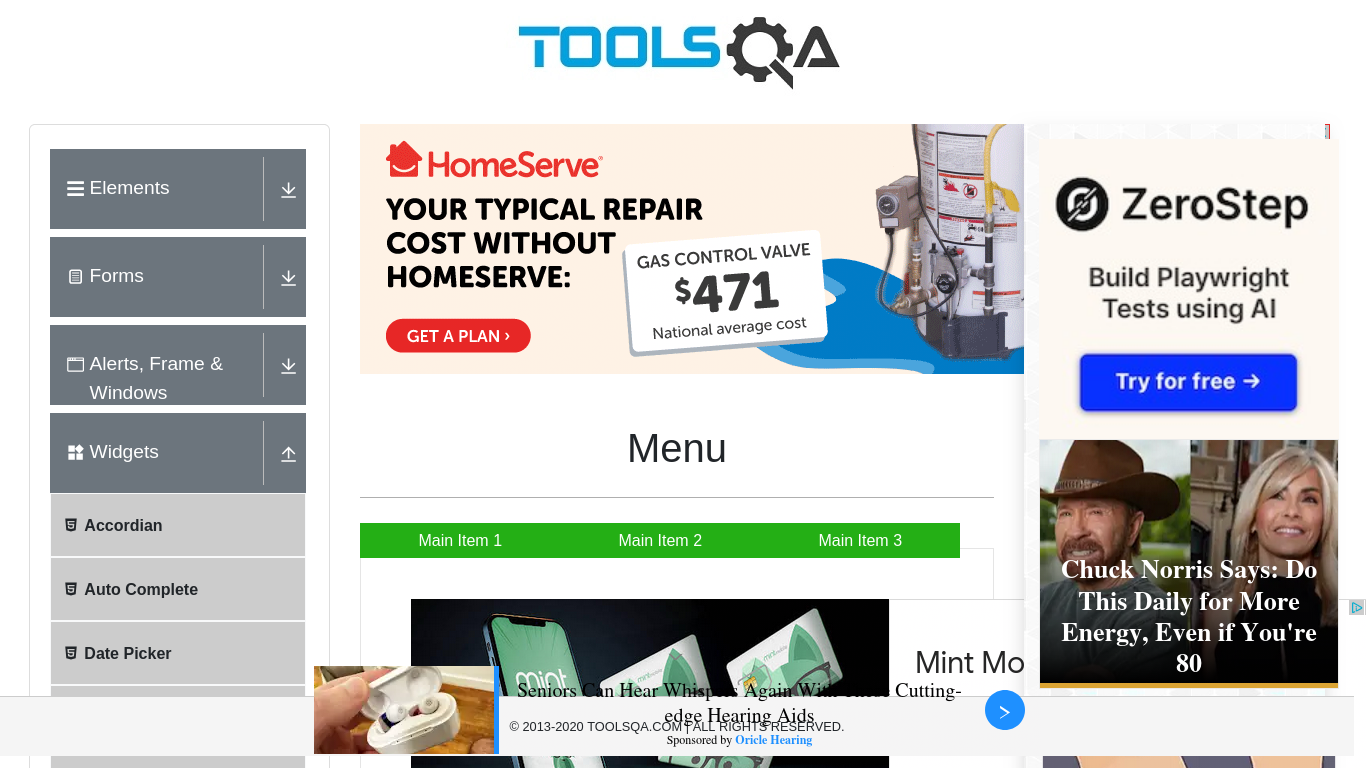 TOOLSQA
Elements
Forms
Alerts, Frame &
Windows
Widgets
Accordian
Auto Complete
Date Picker
HomeServe
YOUR TYPICAL REPAIR
COST WITHOUT
HOMESERVE:
GAS CONTROL VALVE
$471
National average cost
GET A PLAN ›
Menu
Main Item 1
Main Item 2
Main Item 3
mint
Mint Mo
Seniors Can Hear Whispers Again With These Cutting-
edge Hearing Aids
© 2013-2020 TOOLSQA.COM | ALL RIGHTS RESERVED.
Sponsored by Oricle Hearing
ZeroStep
Build Playwright
Tests using AI
Try for free →
Chuck Norris Says: Do
This Daily for More
Energy, Even if You're
80